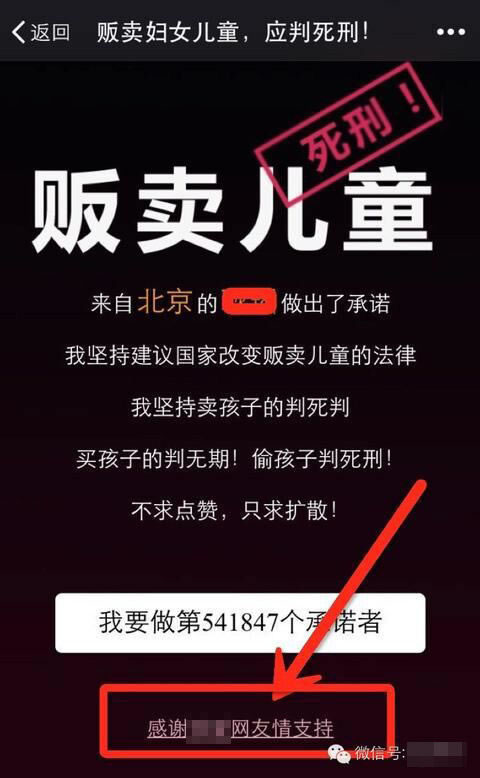 返回 贩卖妇女儿童，应判死刑！
死刑！
贩卖儿童
来自北京的 做出了承诺
我坚持建议国家改变贩卖儿童的法律
我坚持卖孩子的判死判
买孩子的判无期！偷孩子判死刑！
不求点赞，只求扩散！
我要做第541847个承诺者
感谢 网友情支持
微信号: